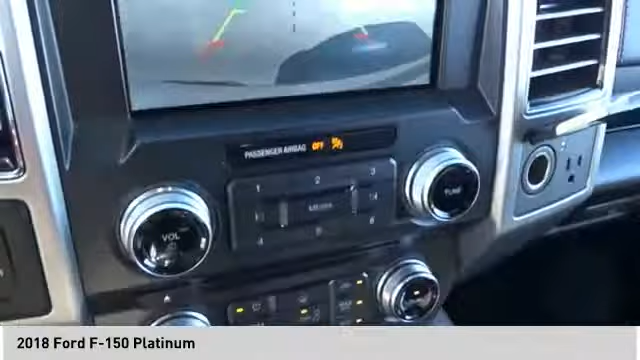 PASSENGER AIRBAG OFF
1 2 3
VOL
TUNE
4 5 6
2018 Ford F-150 Platinum